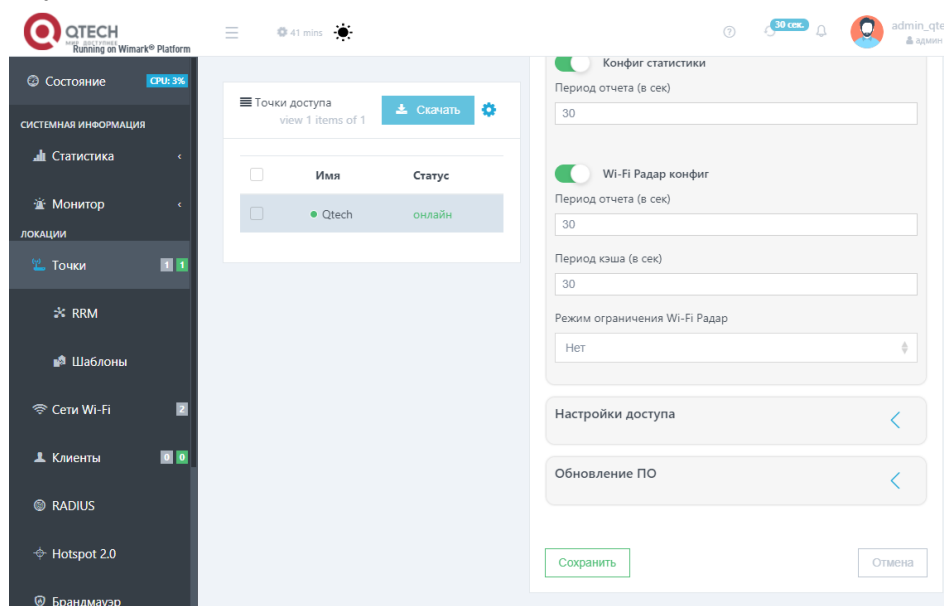 QTECH
МИР ДОСТУПНЕЕ
Running on Wimark® Platform
41 mins
30 сек.
admin_qte
админ
Состояние
CPU: 3%
СИСТЕМНАЯ ИНФОРМАЦИЯ
Статистика
Монитор
ЛОКАЦИИ
Точки
1 1
RRM
Шаблоны
Сети Wi-Fi
2
Клиенты
0 0
RADIUS
Hotspot 2.0
Брандмауэр
Точки доступа
view 1 items of 1
Скачать
Имя
Статус
Qtech
онлайн
Конфиг статистики
Период отчета (в сек)
30
Wi-Fi Радар конфиг
Период отчета (в сек)
30
Период кэша (в сек)
30
Режим ограничения Wi-Fi Радар
Нет
Настройки доступа
Обновление ПО
Сохранить
Отмена